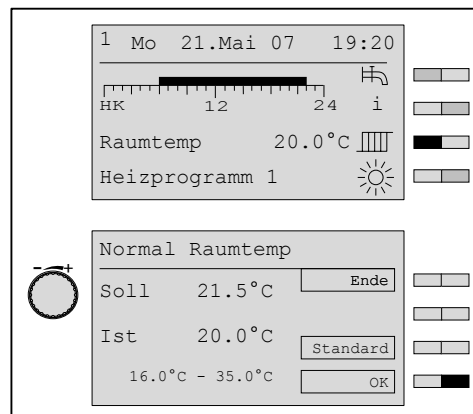 1 Mo 21.Mai 07 19:20
HK 12 24 i
Raumtemp 20.0°C
Heizprogramm 1
Normal Raumtemp
Ende
- +
Soll 21.5°C
Ist 20.0°C
Standard
16.0°C - 35.0°C
OK